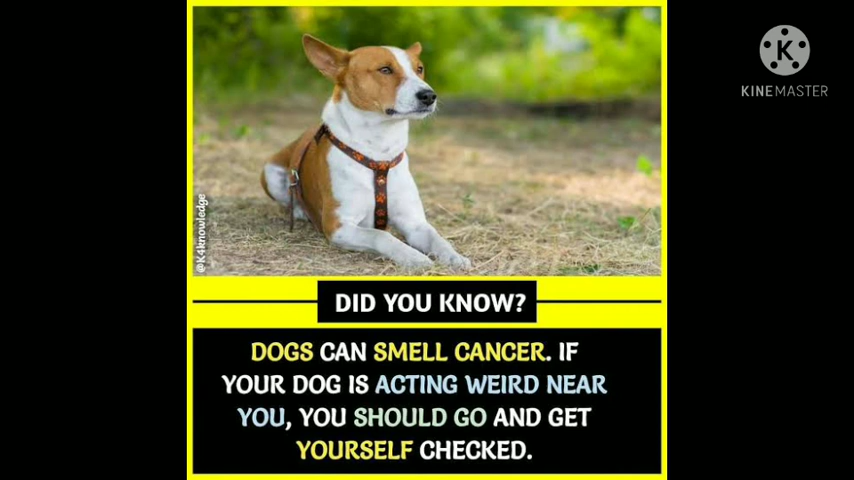 K
KINEMASTER
@K4knowledge
DID YOU KNOW?
DOGS CAN SMELL CANCER. IF
YOUR DOG IS ACTING WEIRD NEAR
YOU, YOU SHOULD GO AND GET
YOURSELF CHECKED.